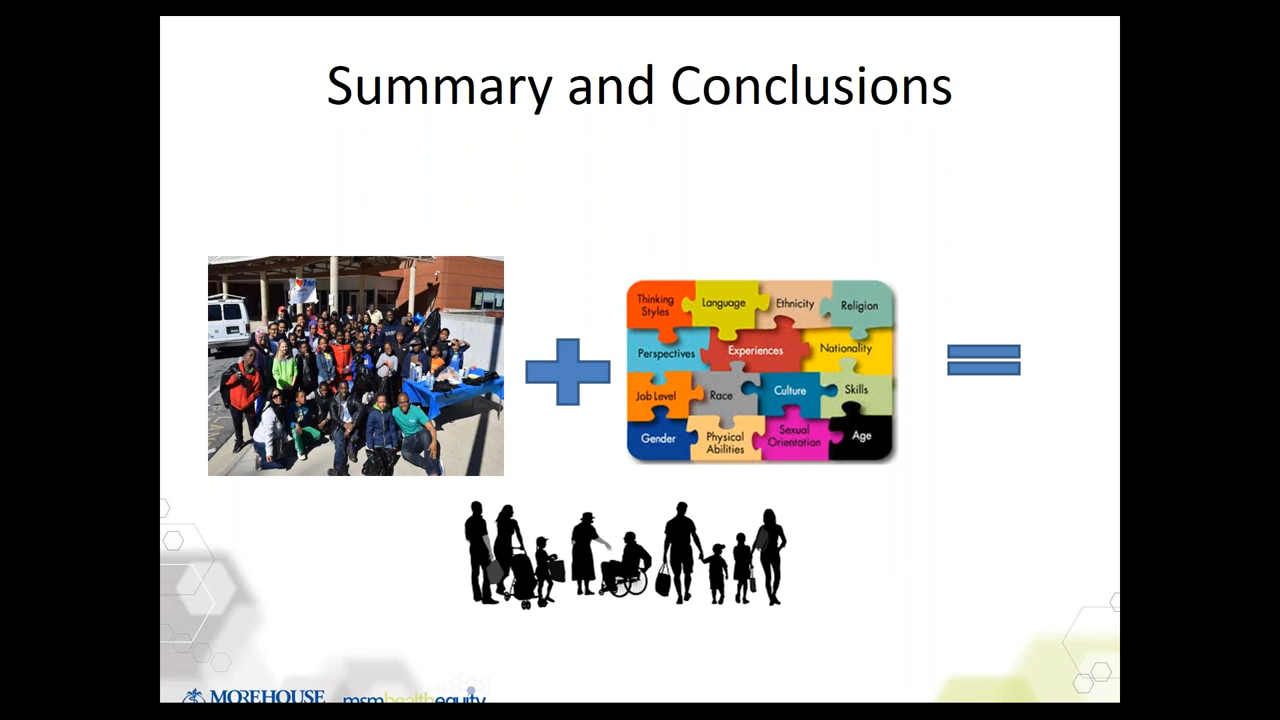 Summary and Conclusions
Thinking
Styles
Language
Ethnicity
Religion
Perspectives
Experiences
Nationality
Job Level
Race
Culture
Skills
Gender
Physical
Abilities
Sexual
Orientation
Age
MOREHOUSE
msmhealthequity